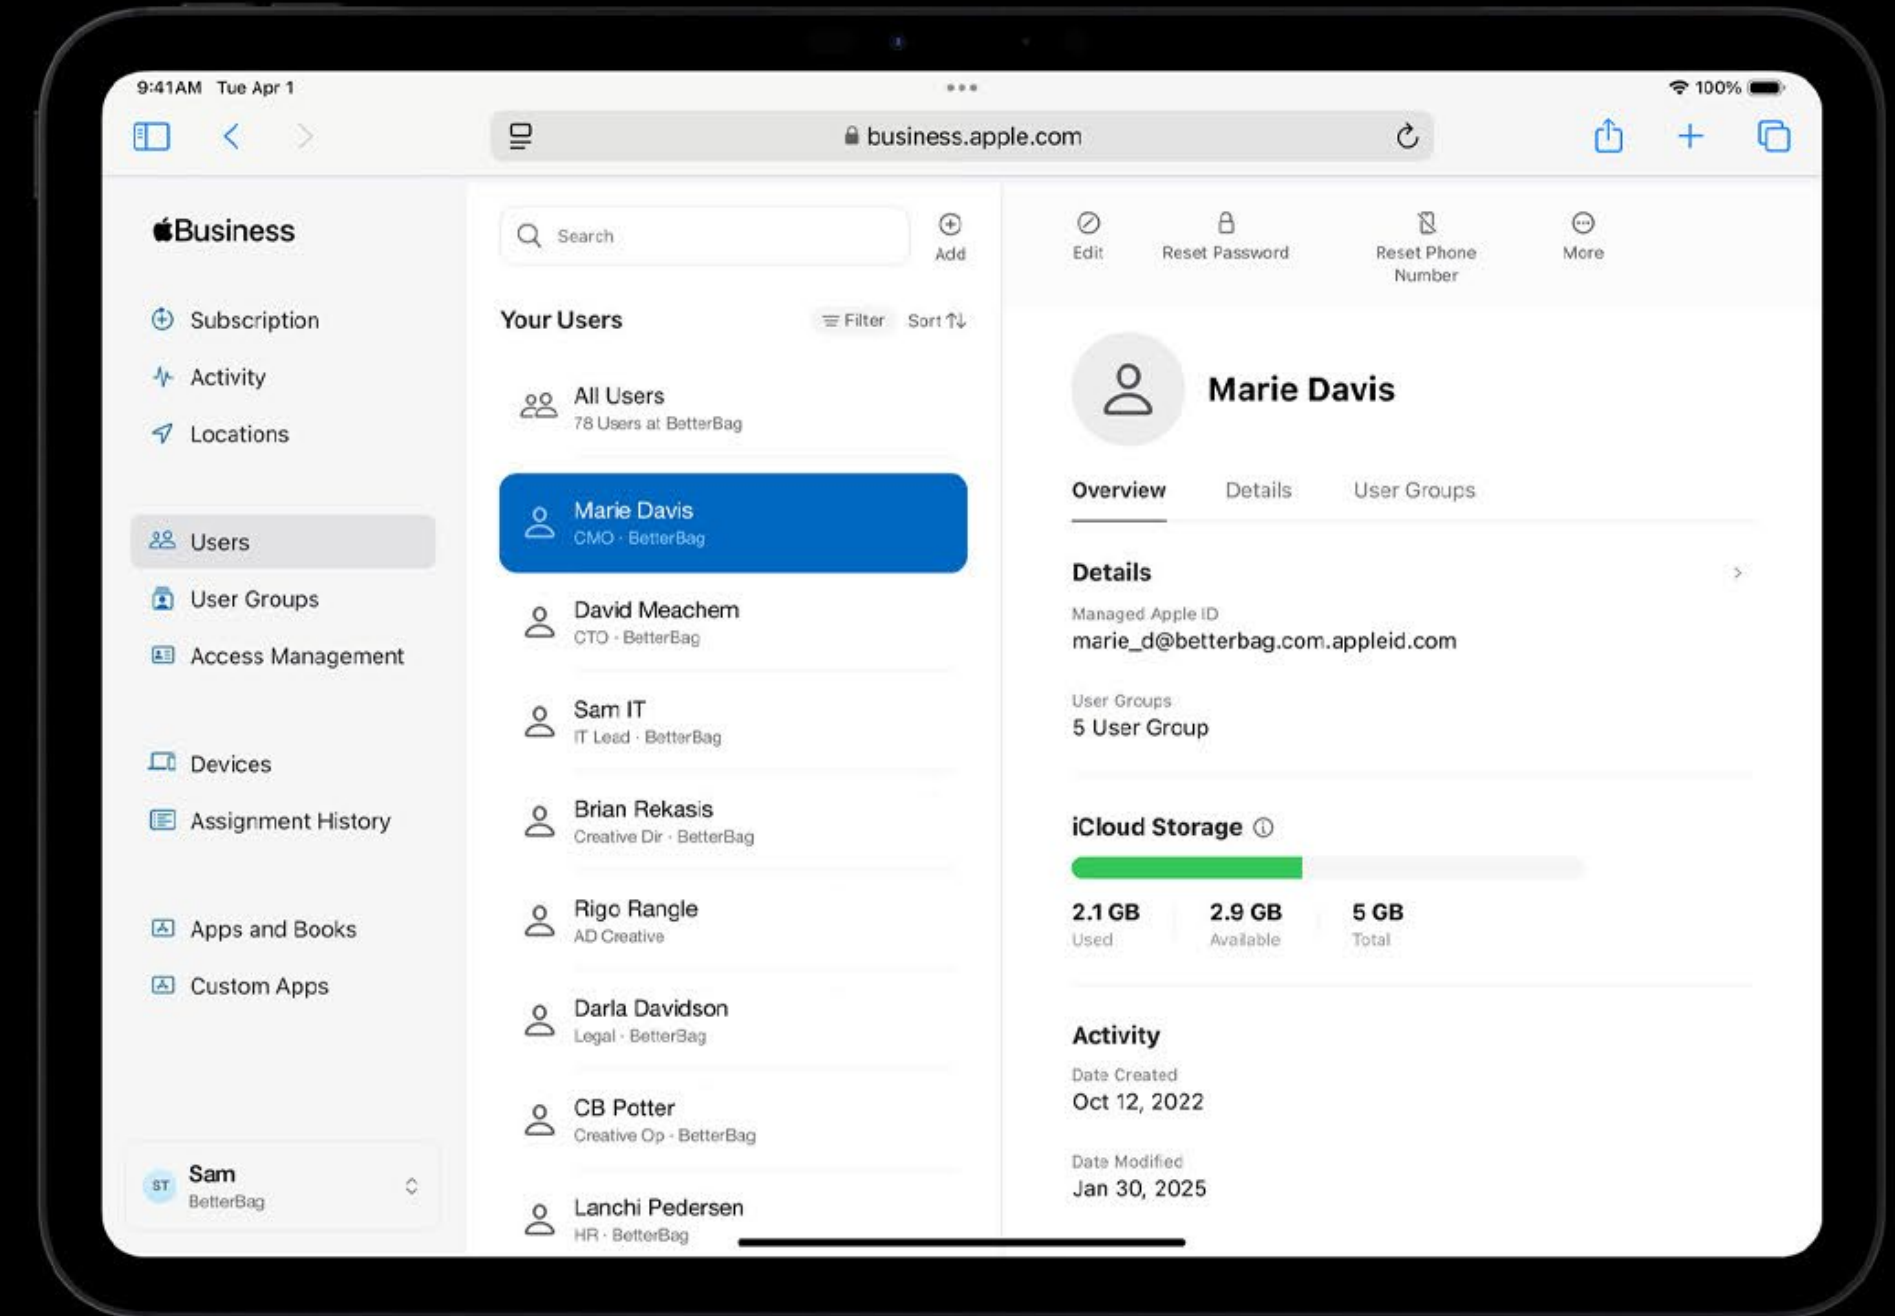 9:41AM Tue Apr 1
100%
business.apple.com
Business
Subscription
Activity
Locations
Users
User Groups
Access Management
Devices
Assignment History
Apps and Books
Custom Apps
ST
Sam
BetterBag
Search
Add
Your Users
Filter
Sort
All Users
78 Users at BetterBag
Marie Davis
CMO · BetterBag
David Meachem
CTO · BetterBag
Sam IT
IT Lead · BetterBag
Brian Rekasis
Creative Dir · BetterBag
Rigo Rangle
AD Creative
Darla Davidson
Legal · BetterBag
CB Potter
Creative Op · BetterBag
Lanchi Pedersen
HR · BetterBag
Edit
Reset Password
Reset Phone
Number
More
Marie Davis
Overview
Details
User Groups
Details
Managed Apple ID
marie_d@betterbag.com.appleid.com
User Groups
5 User Group
iCloud Storage
2.1 GB
Used
2.9 GB
Available
5 GB
Total
Activity
Date Created
Oct 12, 2022
Date Modified
Jan 30, 2025